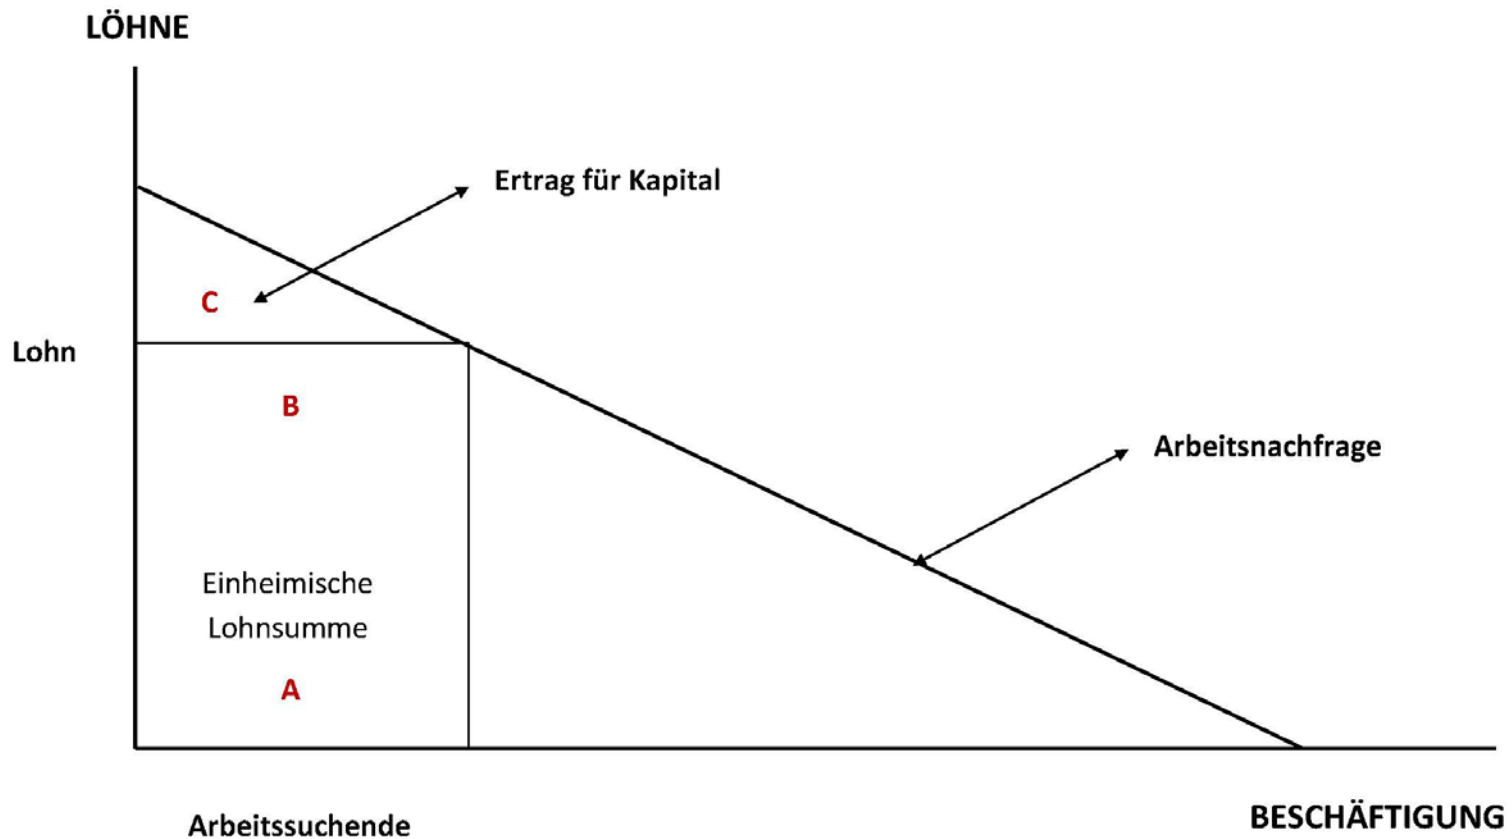 LÖHNE
Ertrag für Kapital
C
Lohn
B
Arbeitsnachfrage
Einheimische
Lohnsumme
A
Arbeitssuchende
BESCHÄFTIGUNG